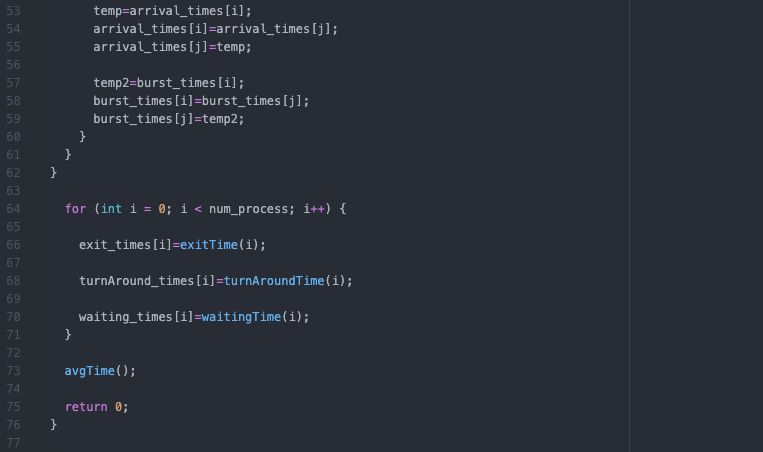 53 temp=arrival_times[i];
54 arrival_times[i]=arrival_times[j];
55 arrival_times[j]=temp;
56
57 temp2=burst_times[i];
58 burst_times[i]=burst_times[j];
59 burst_times[j]=temp2;
60 }
61 }
62 }
63
64 for (int i = 0; i < num_process; i++) {
65
66 exit_times[i]=exitTime(i);
67
68 turnAround_times[i]=turnAroundTime(i);
69
70 waiting_times[i]=waitingTime(i);
71 }
72
73 avgTime();
74
75 return 0;
76 }
77